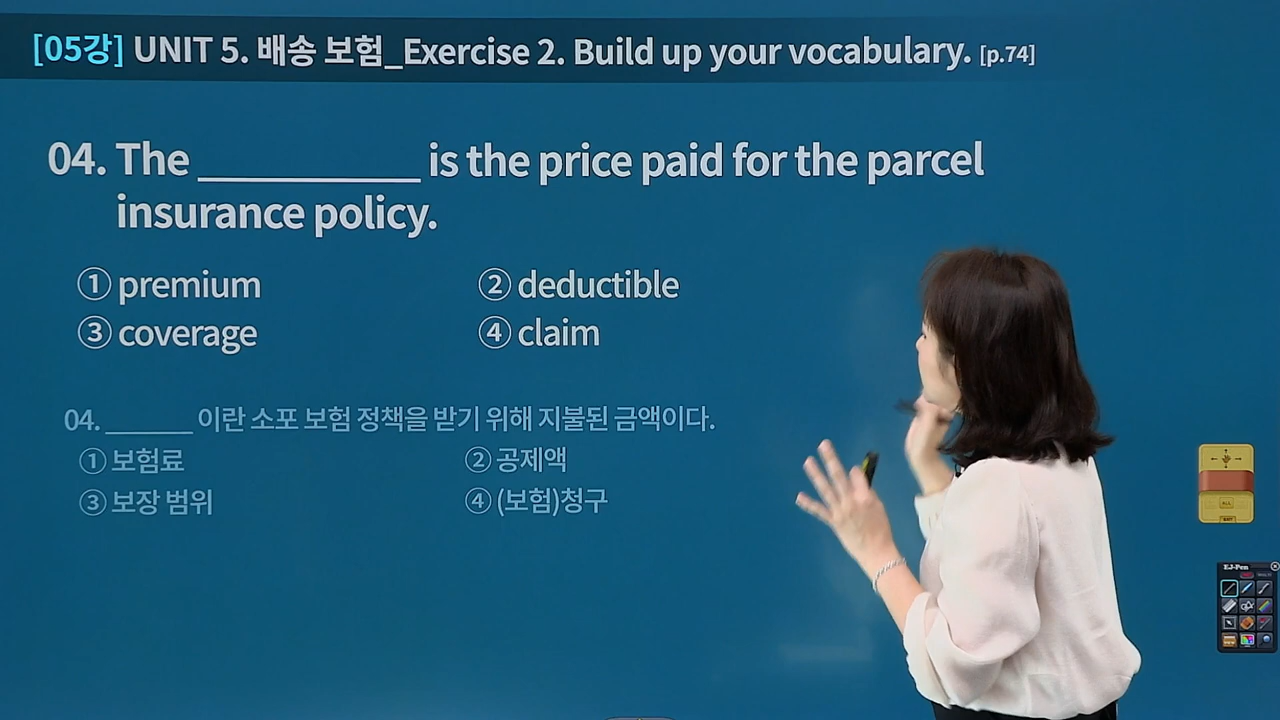 [05강] UNIT 5. 배송 보험_Exercise 2. Build up your vocabulary. [p.74]
04. The __________ is the price paid for the parcel
insurance policy.
① premium ② deductible
③ coverage ④ claim
04. ______ 이란 소포 보험 정책을 받기 위해 지불된 금액이다.
① 보험료 ② 공제액
③ 보장 범위 ④ (보험)청구
ALL
EXIT
EJ-Pen